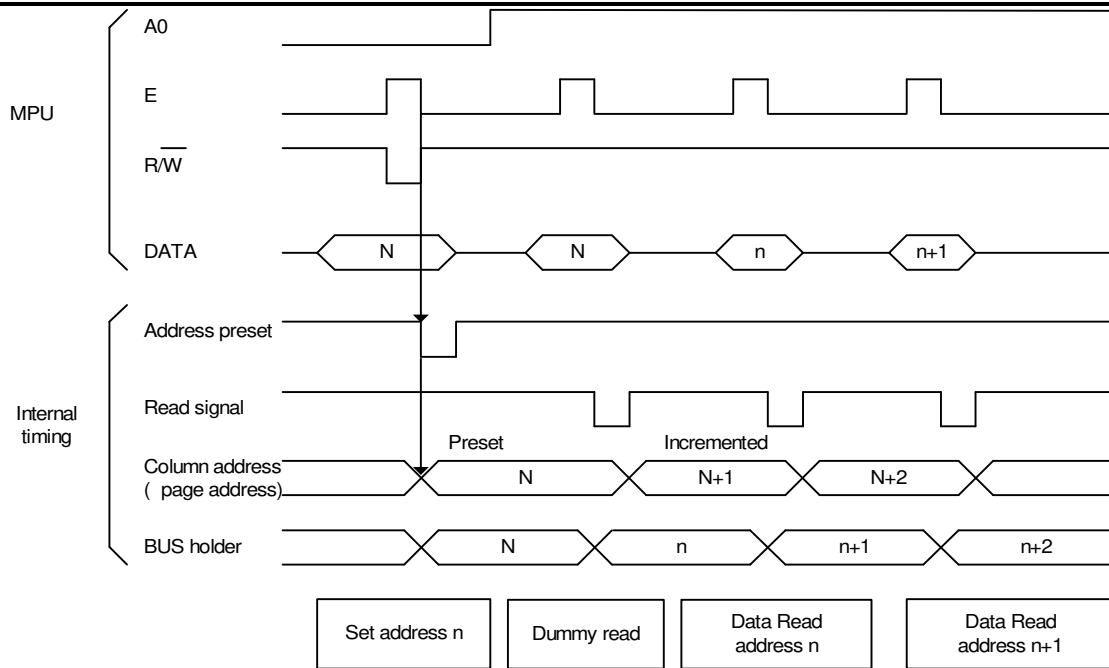 A0
MPU
E
R/W̅
DATA
N
N
n
n+1
Address preset
Internal
timing
Read signal
Preset
Incremented
Column address
( page address)
N
N+1
N+2
BUS holder
N
n
n+1
n+2
Set address n
Dummy read
Data Read
address n
Data Read
address n+1